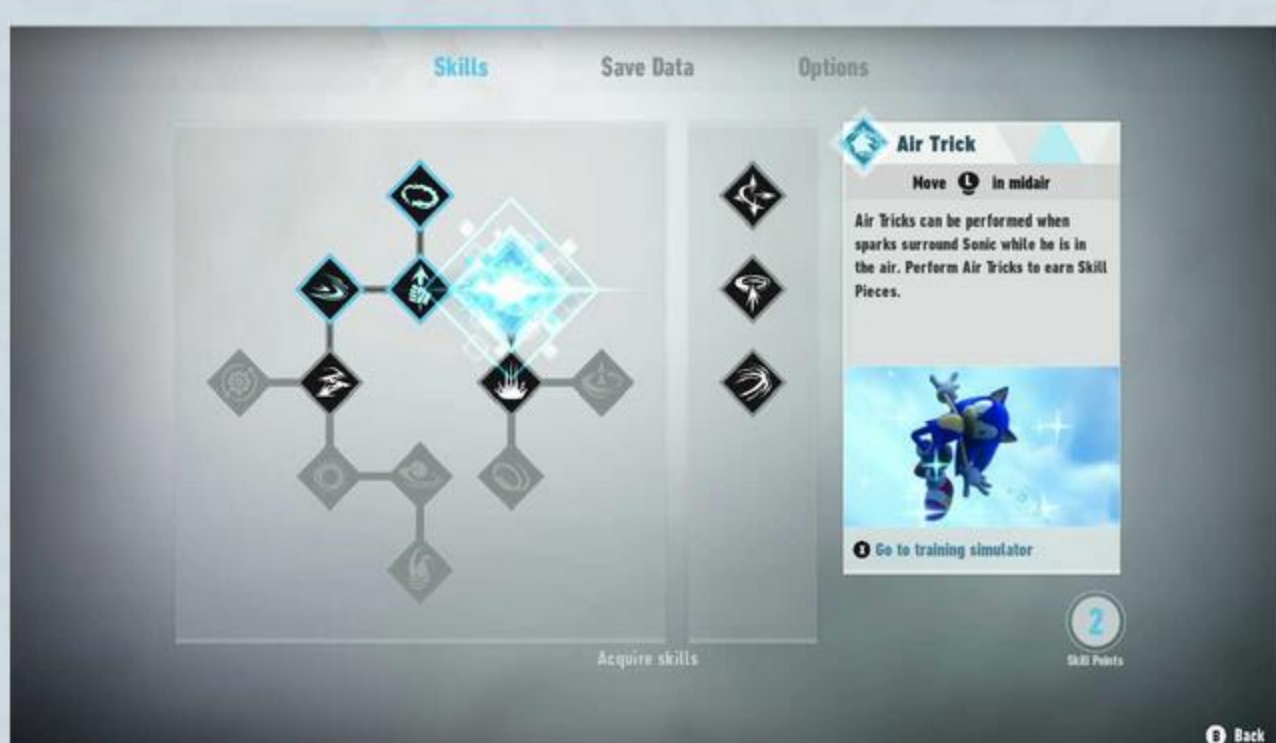 Skills Save Data Options
Air Trick
Move L in midair
Air Tricks can be performed when
sparks surround Sonic while he is in
the air. Perform Air Tricks to earn Skill
Pieces.
X Go to training simulator
2
Skill Points
Acquire skills
B Back